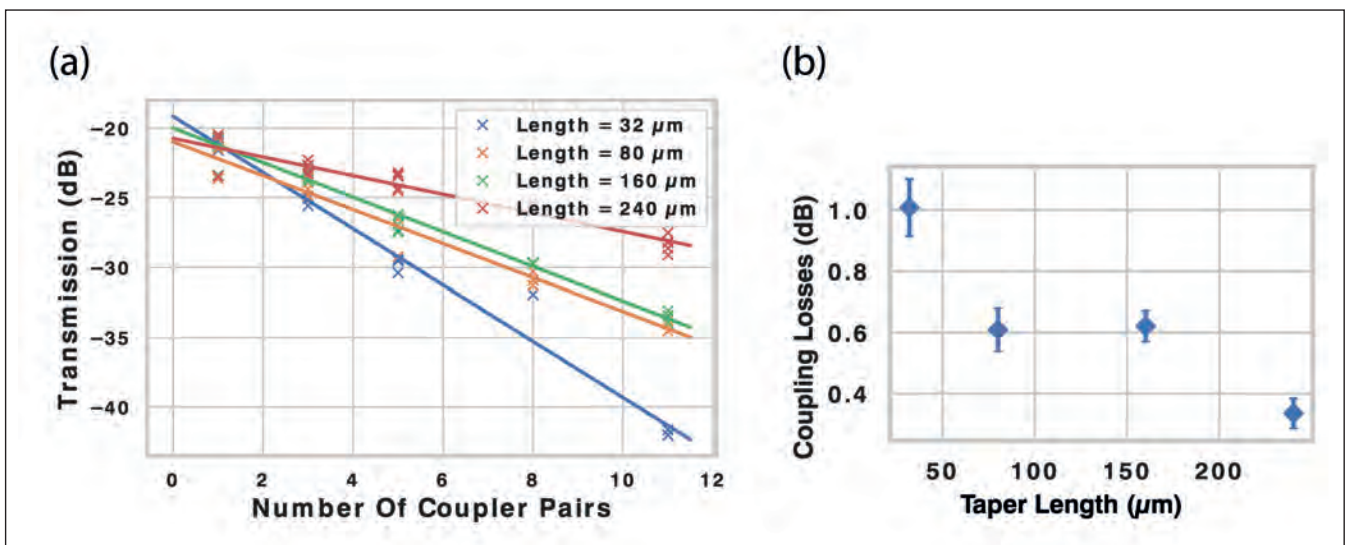 (a)
Transmission (dB)
−20
−25
−30
−35
−40
0 2 4 6 8 10 12
Number Of Coupler Pairs
Length = 32 µm
Length = 80 µm
Length = 160 µm
Length = 240 µm
(b)
Coupling Losses (dB)
1.0
0.8
0.6
0.4
50 100 150 200
Taper Length (µm)